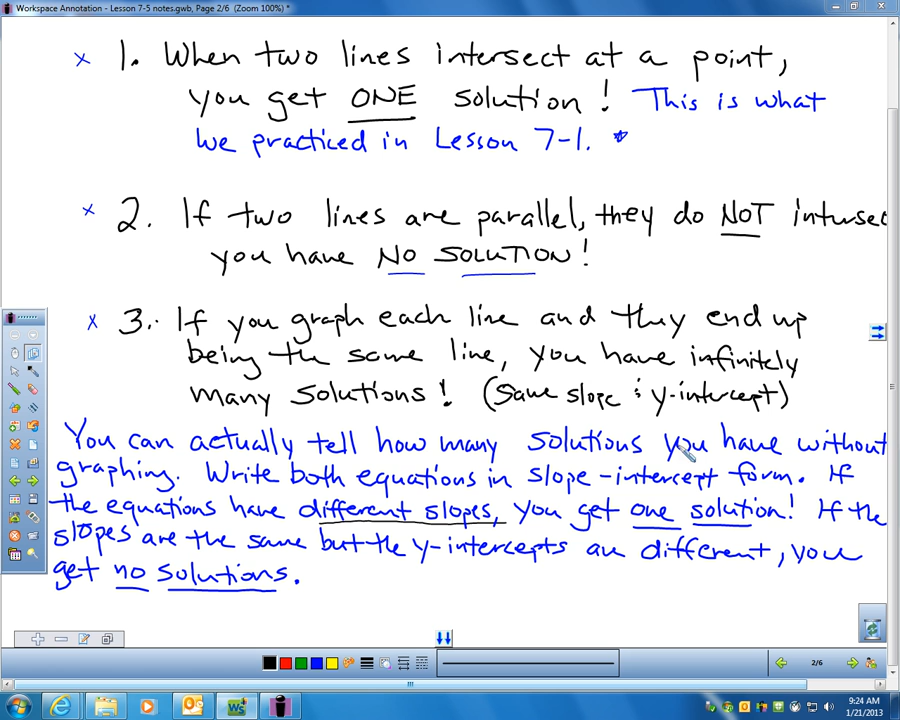 Workspace Annotation - Lesson 7-5 notes.gwb, Page 2/6 (Zoom 100%) *
x 1. When two lines intersect at a point,
you get ONE solution! This is what
we practiced in Lesson 7-1. *
x 2. If two lines are parallel, they do NOT intersec
you have NO SOLUTION!
x 3. If you graph each line and they end up
being the same line, you have infinitely
many solutions! (same slope & y-intercept)
You can actually tell how many solutions you have without
graphing. Write both equations in slope-intercept form. If
the equations have different slopes, you get one solution! If the
slopes are the same but the y-intercepts are different, you
get no solutions.
2/6
9:24 AM
1/21/2013